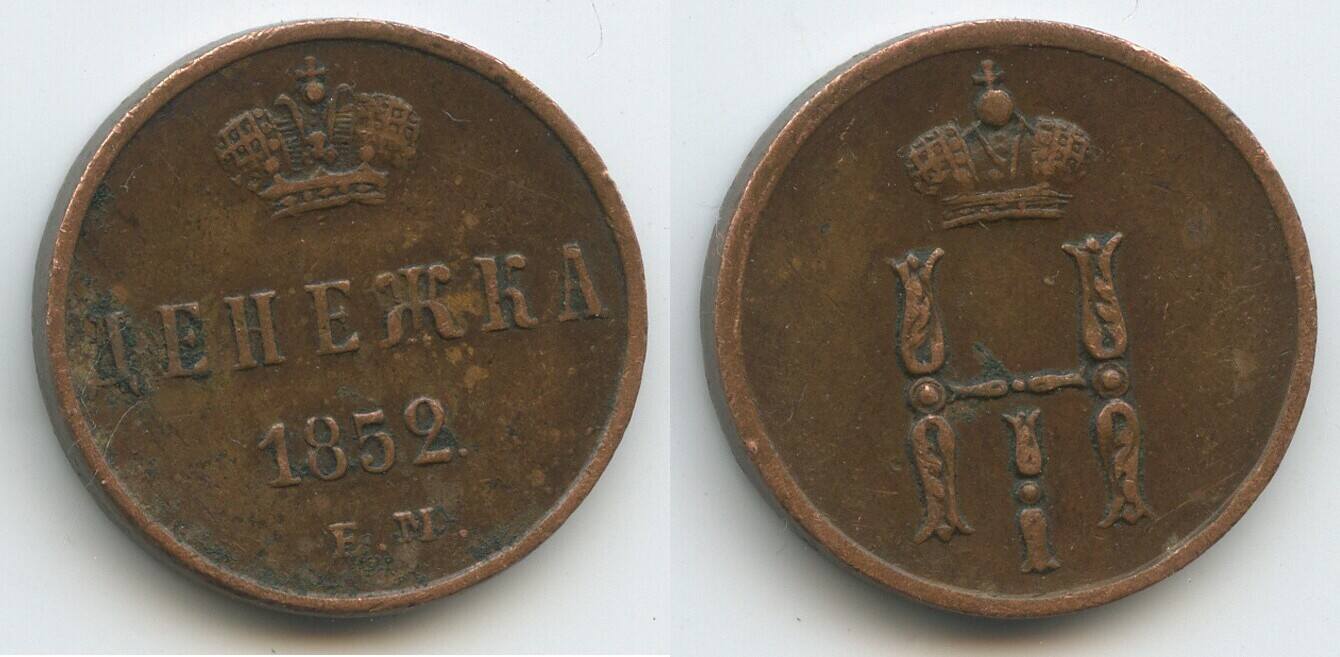 ДЕНЕЖКА
1852.
Е.М.
Н
I